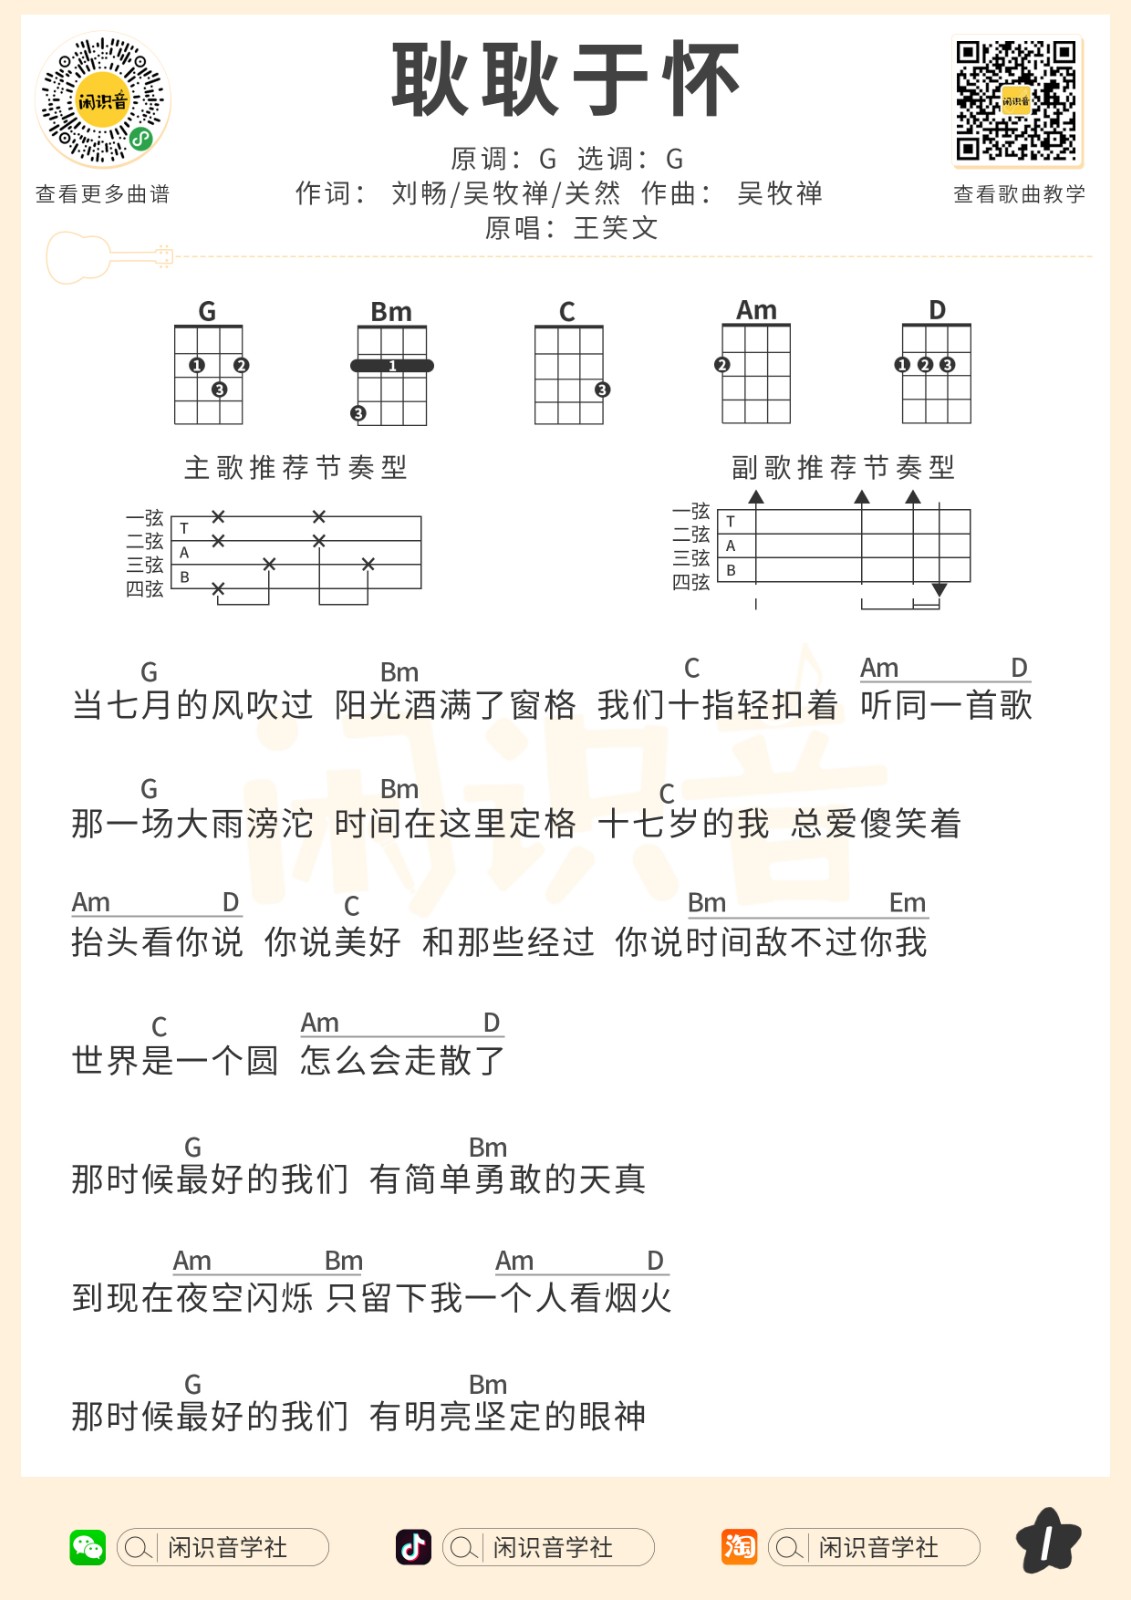 闲识音
闲识音
耿耿于怀
原调：G 选调：G
作词： 刘畅/吴牧禅/关然 作曲： 吴牧禅
原唱：王笑文
查看更多曲谱
查看歌曲教学
G Bm C Am D
1 2 3
1 3
3
2
1 2 3
主歌推荐节奏型
副歌推荐节奏型
一弦
二弦
三弦
四弦
T
A
B
一弦
二弦
三弦
四弦
T
A
B
G Bm C Am D
当七月的风吹过 阳光洒满了窗格 我们十指轻扣着 听同一首歌
G Bm C
那一场大雨滂沱 时间在这里定格 十七岁的我 总爱傻笑着
Am D C Bm Em
抬头看你说 你说美好 和那些经过 你说时间敌不过你我
C Am D
世界是一个圆 怎么会走散了
G Bm
那时候最好的我们 有简单勇敢的天真
Am Bm Am D
到现在夜空闪烁 只留下我一个人看烟火
G Bm
那时候最好的我们 有明亮坚定的眼神
闲识音
闲识音学社
闲识音学社
淘
闲识音学社
1